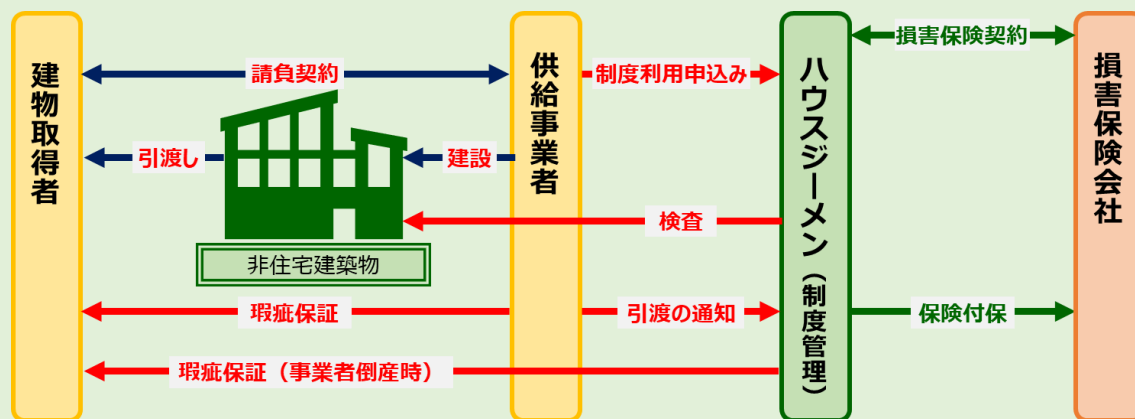 建物取得者
供給事業者
ハウスジーメン（制度管理）
損害保険会社
損害保険契約
請負契約
制度利用申込み
引渡し
建設
検査
非住宅建築物
瑕疵保証
引渡の通知
保険付保
瑕疵保証（事業者倒産時）